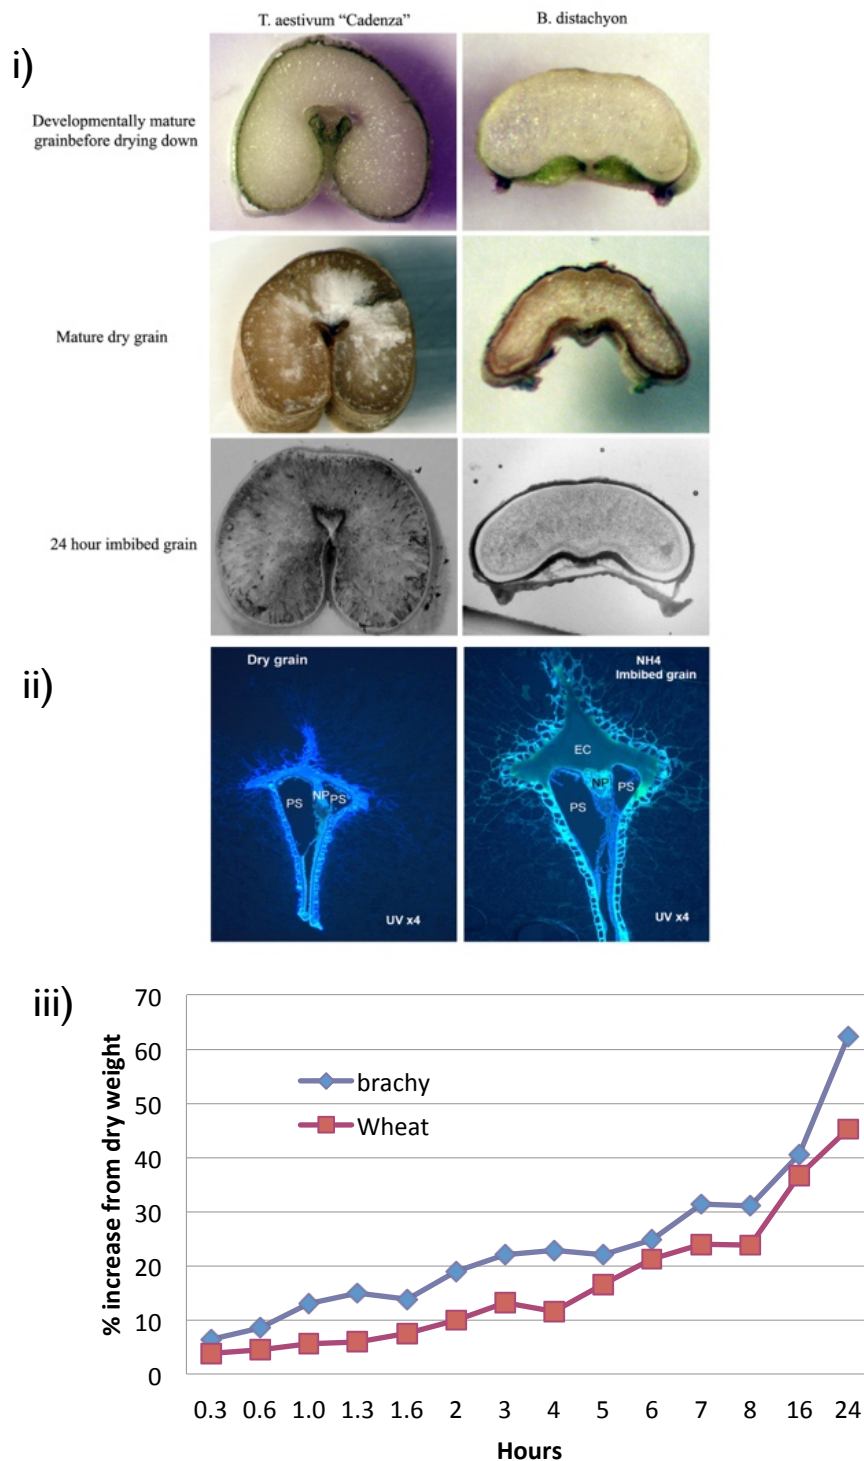 T. aestivum “Cadenza”
B. distachyon
i)
Developmentally mature
grainbefore drying down
Mature dry grain
24 hour imbibed grain
ii)
Dry grain
PS
NP
PS
UV x4
NH4
Imbibed grain
EC
NP
PS
PS
UV x4
iii)
% increase from dry weight
70
60
50
40
30
20
10
0
brachy
Wheat
0.3 0.6 1.0 1.3 1.6 2 3 4 5 6 7 8 16 24
Hours